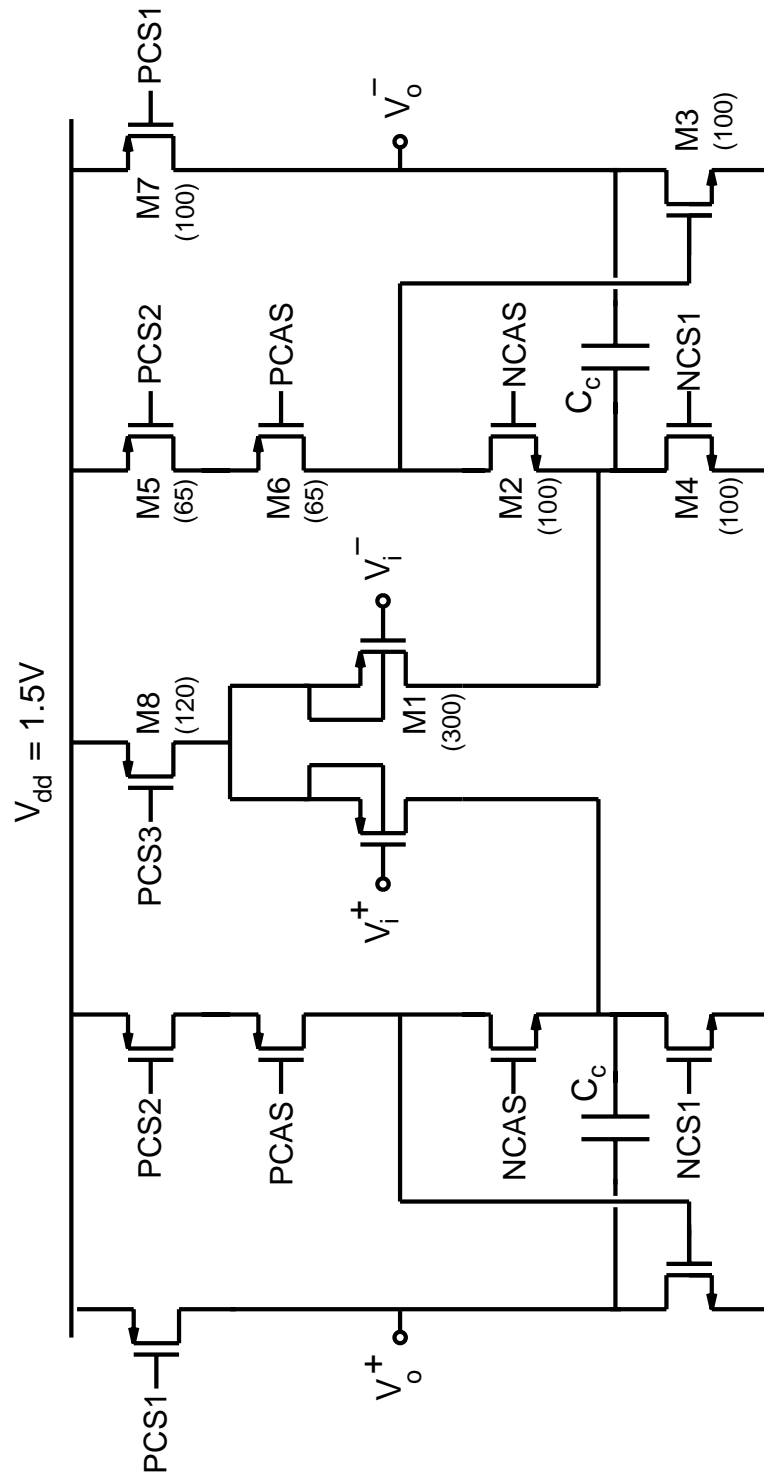 V_dd = 1.5V
PCS1
PCS2
PCS3
PCS2
PCS1
M8
(120)
M5
(65)
M7
(100)
PCAS
PCAS
M6
(65)
V_o^+
V_i^+
V_i^−
V_o^−
M1
(300)
NCAS
NCAS
M2
(100)
C_c
C_c
NCS1
NCS1
M4
(100)
M3
(100)